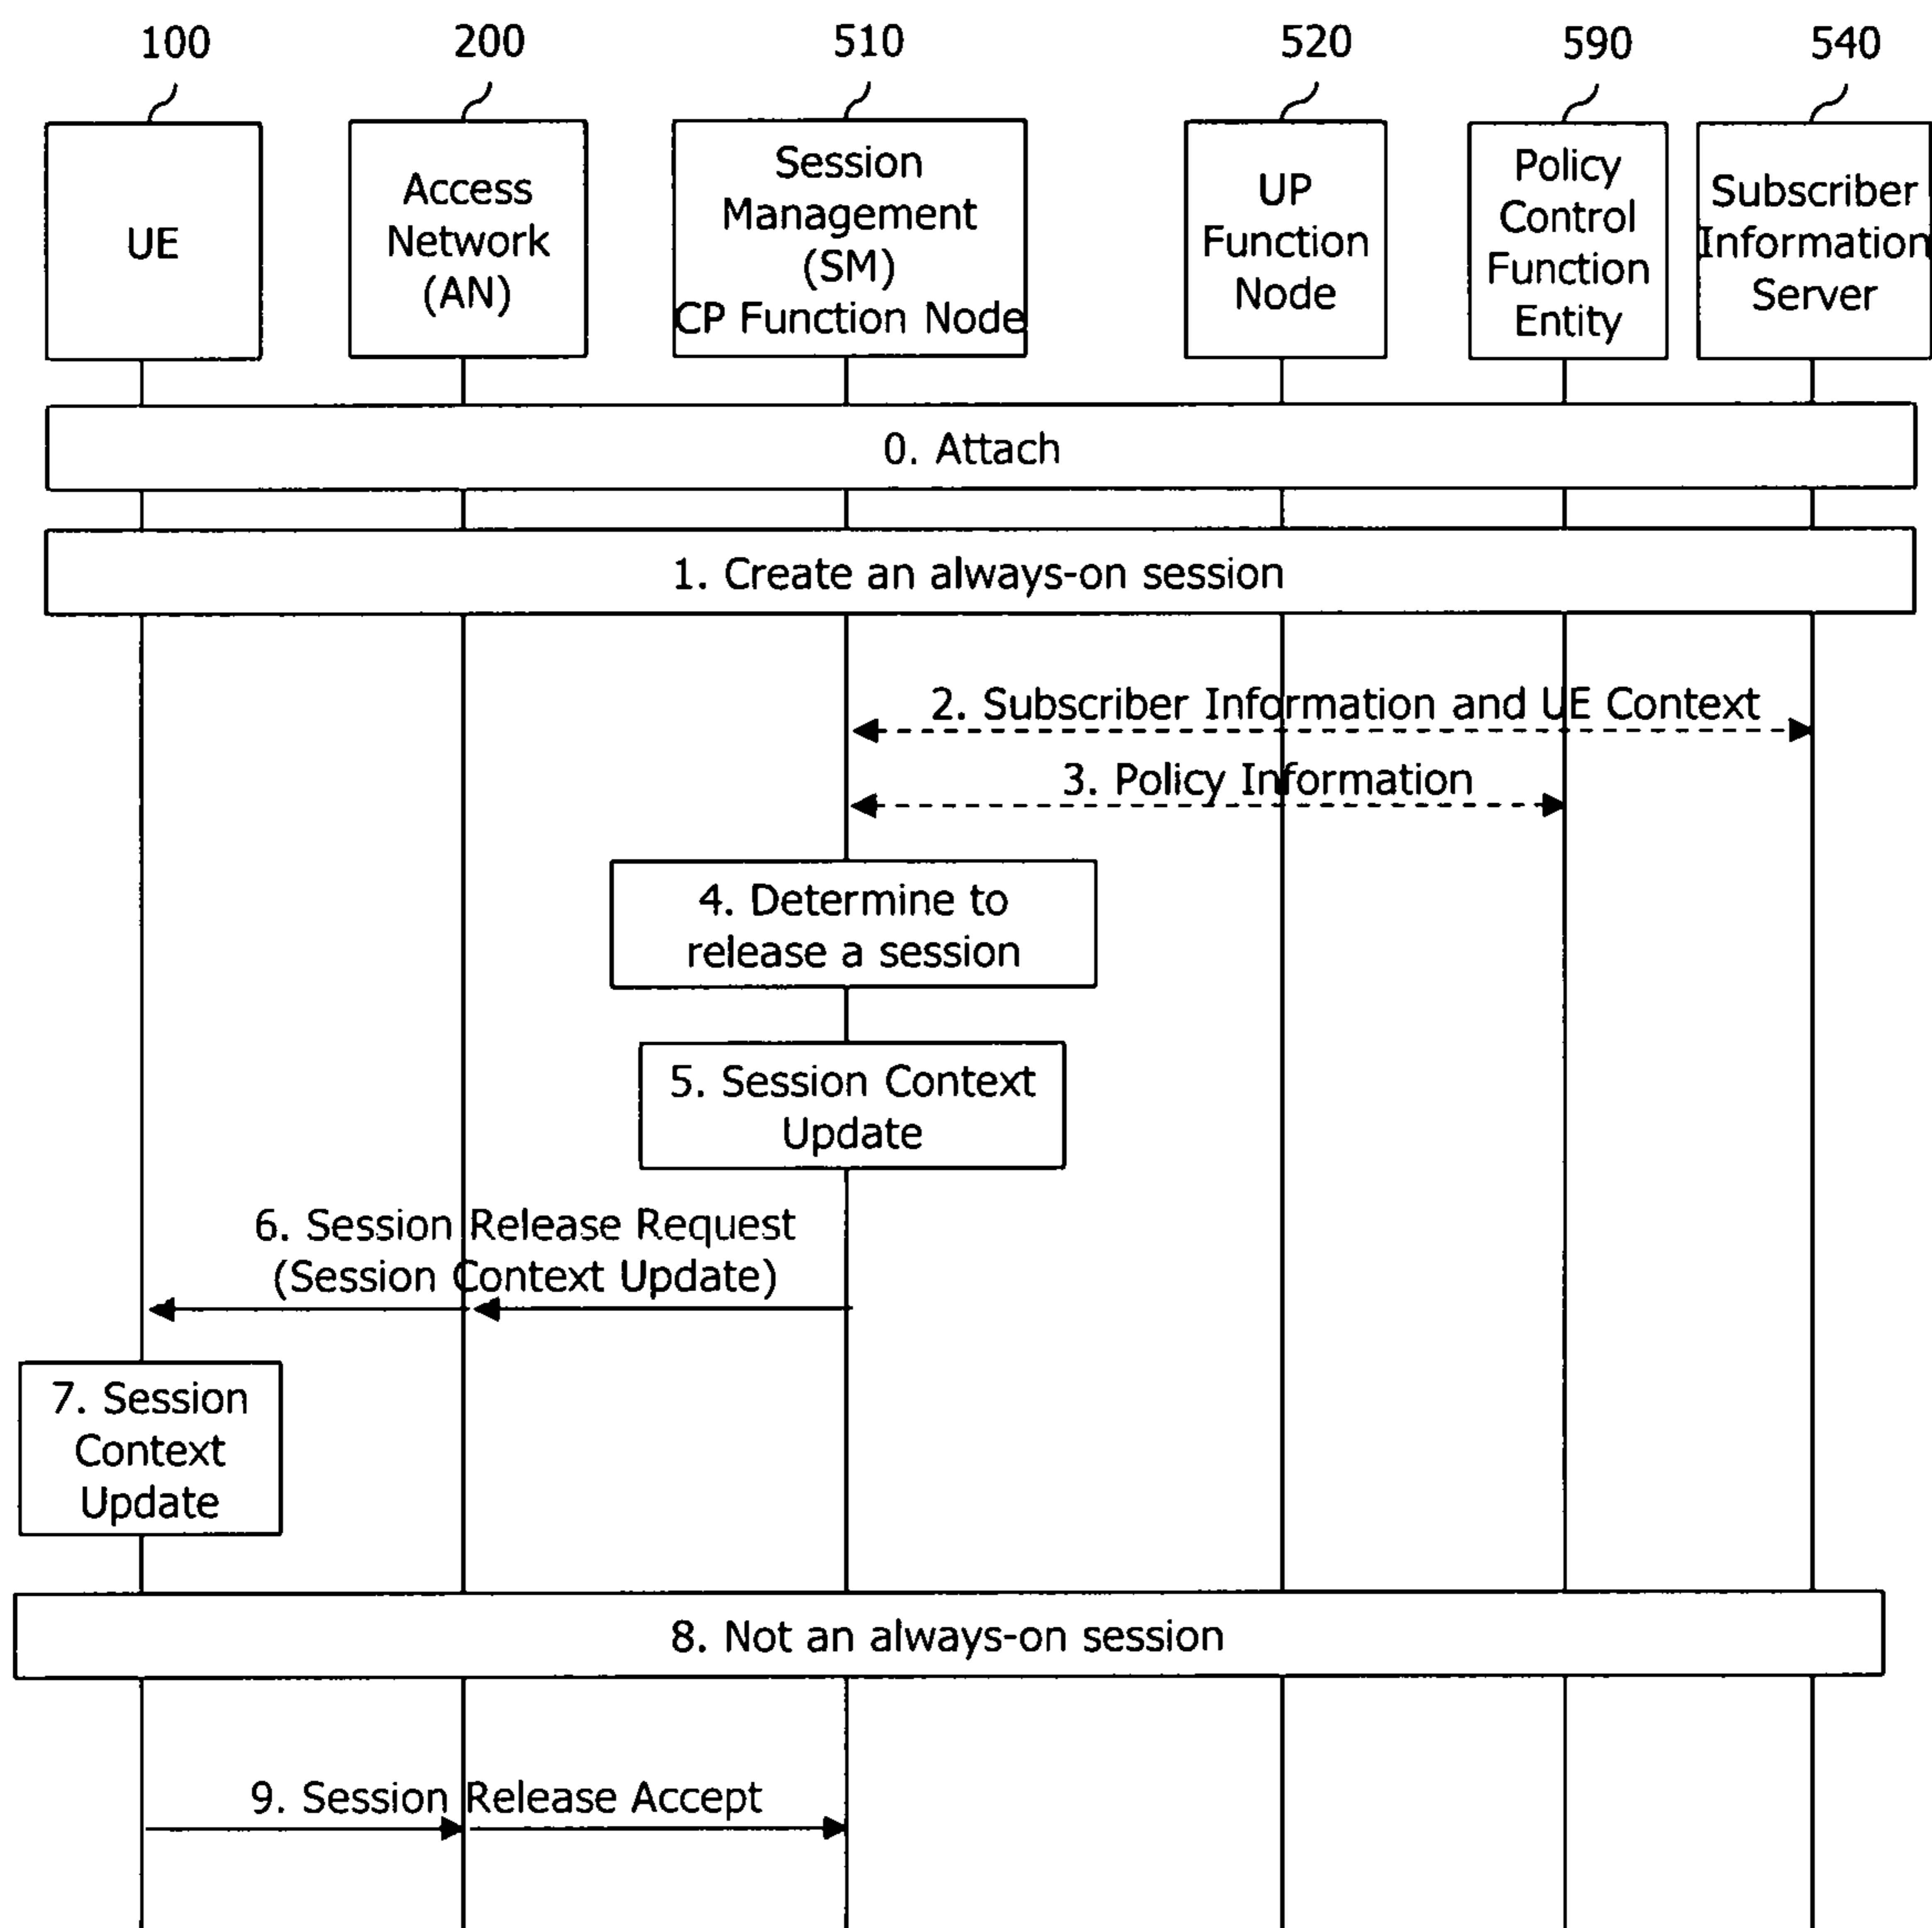 100
200
510
520
590
540
UE
Access
Network
(AN)
Session
Management
(SM)
CP Function Node
UP
Function
Node
Policy
Control
Function
Entity
Subscriber
Information
Server
0. Attach
1. Create an always-on session
2. Subscriber Information and UE Context
3. Policy Information
4. Determine to
release a session
5. Session Context
Update
6. Session Release Request
(Session Context Update)
7. Session
Context
Update
8. Not an always-on session
9. Session Release Accept